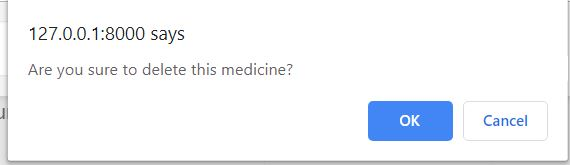 127.0.0.1:8000 says
Are you sure to delete this medicine?
OK
Cancel